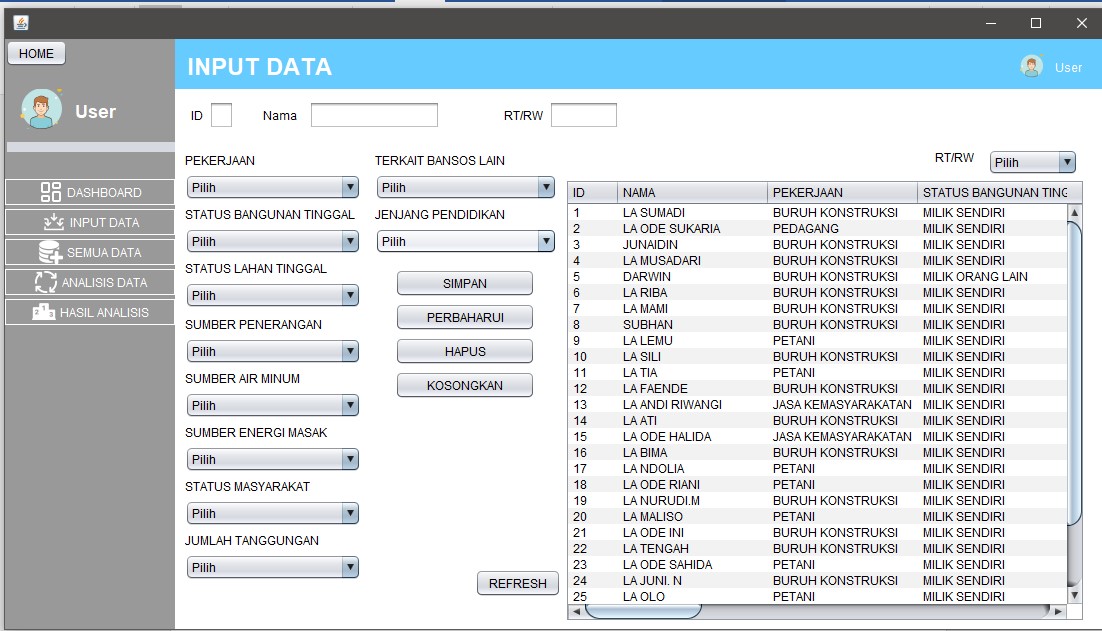 HOME
INPUT DATA
User
User
ID
Nama
RT/RW
DASHBOARD
INPUT DATA
SEMUA DATA
ANALISIS DATA
HASIL ANALISIS
PEKERJAAN
Pilih
STATUS BANGUNAN TINGGAL
Pilih
STATUS LAHAN TINGGAL
Pilih
SUMBER PENERANGAN
Pilih
SUMBER AIR MINUM
Pilih
SUMBER ENERGI MASAK
Pilih
STATUS MASYARAKAT
Pilih
JUMLAH TANGGUNGAN
Pilih
TERKAIT BANSOS LAIN
Pilih
JENJANG PENDIDIKAN
Pilih
SIMPAN
PERBAHARUI
HAPUS
KOSONGKAN
REFRESH
RT/RW Pilih
ID NAMA PEKERJAAN STATUS BANGUNAN TING
1 LA SUMADI BURUH KONSTRUKSI MILIK SENDIRI
2 LA ODE SUKARIA PEDAGANG MILIK SENDIRI
3 JUNAIDIN BURUH KONSTRUKSI MILIK SENDIRI
4 LA MUSADARI BURUH KONSTRUKSI MILIK SENDIRI
5 DARWIN BURUH KONSTRUKSI MILIK ORANG LAIN
6 LA RIBA BURUH KONSTRUKSI MILIK SENDIRI
7 LA MAMI BURUH KONSTRUKSI MILIK SENDIRI
8 SUBHAN BURUH KONSTRUKSI MILIK SENDIRI
9 LA LEMU PETANI MILIK SENDIRI
10 LA SILI BURUH KONSTRUKSI MILIK SENDIRI
11 LA TIA PETANI MILIK SENDIRI
12 LA FAENDE BURUH KONSTRUKSI MILIK SENDIRI
13 LA ANDI RIWANGI JASA KEMASYARAKATAN MILIK SENDIRI
14 LA ATI BURUH KONSTRUKSI MILIK SENDIRI
15 LA ODE HALIDA JASA KEMASYARAKATAN MILIK SENDIRI
16 LA BIMA BURUH KONSTRUKSI MILIK SENDIRI
17 LA NDOLIA PETANI MILIK SENDIRI
18 LA ODE RIANI PETANI MILIK SENDIRI
19 LA NURUDI.M BURUH KONSTRUKSI MILIK SENDIRI
20 LA MALISO PETANI MILIK SENDIRI
21 LA ODE INI BURUH KONSTRUKSI MILIK SENDIRI
22 LA TENGAH BURUH KONSTRUKSI MILIK SENDIRI
23 LA ODE SAHIDA PETANI MILIK SENDIRI
24 LA JUNI. N BURUH KONSTRUKSI MILIK SENDIRI
25 LA OLO PETANI MILIK SENDIRI